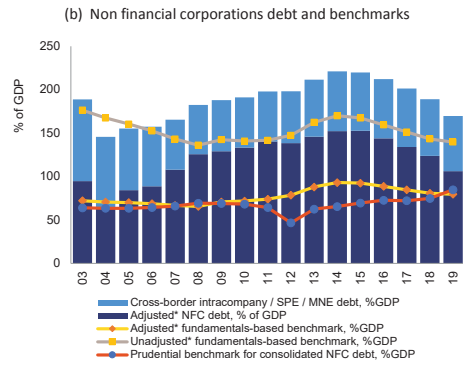 (b) Non financial corporations debt and benchmarks
% of GDP
250
200
150
100
50
0
03 04 05 06 07 08 09 10 11 12 13 14 15 16 17 18 19
Cross-border intracompany / SPE / MNE debt, %GDP
Adjusted* NFC debt, % of GDP
Adjusted* fundamentals-based benchmark, %GDP
Unadjusted* fundamentals-based benchmark, %GDP
Prudential benchmark for consolidated NFC debt, %GDP